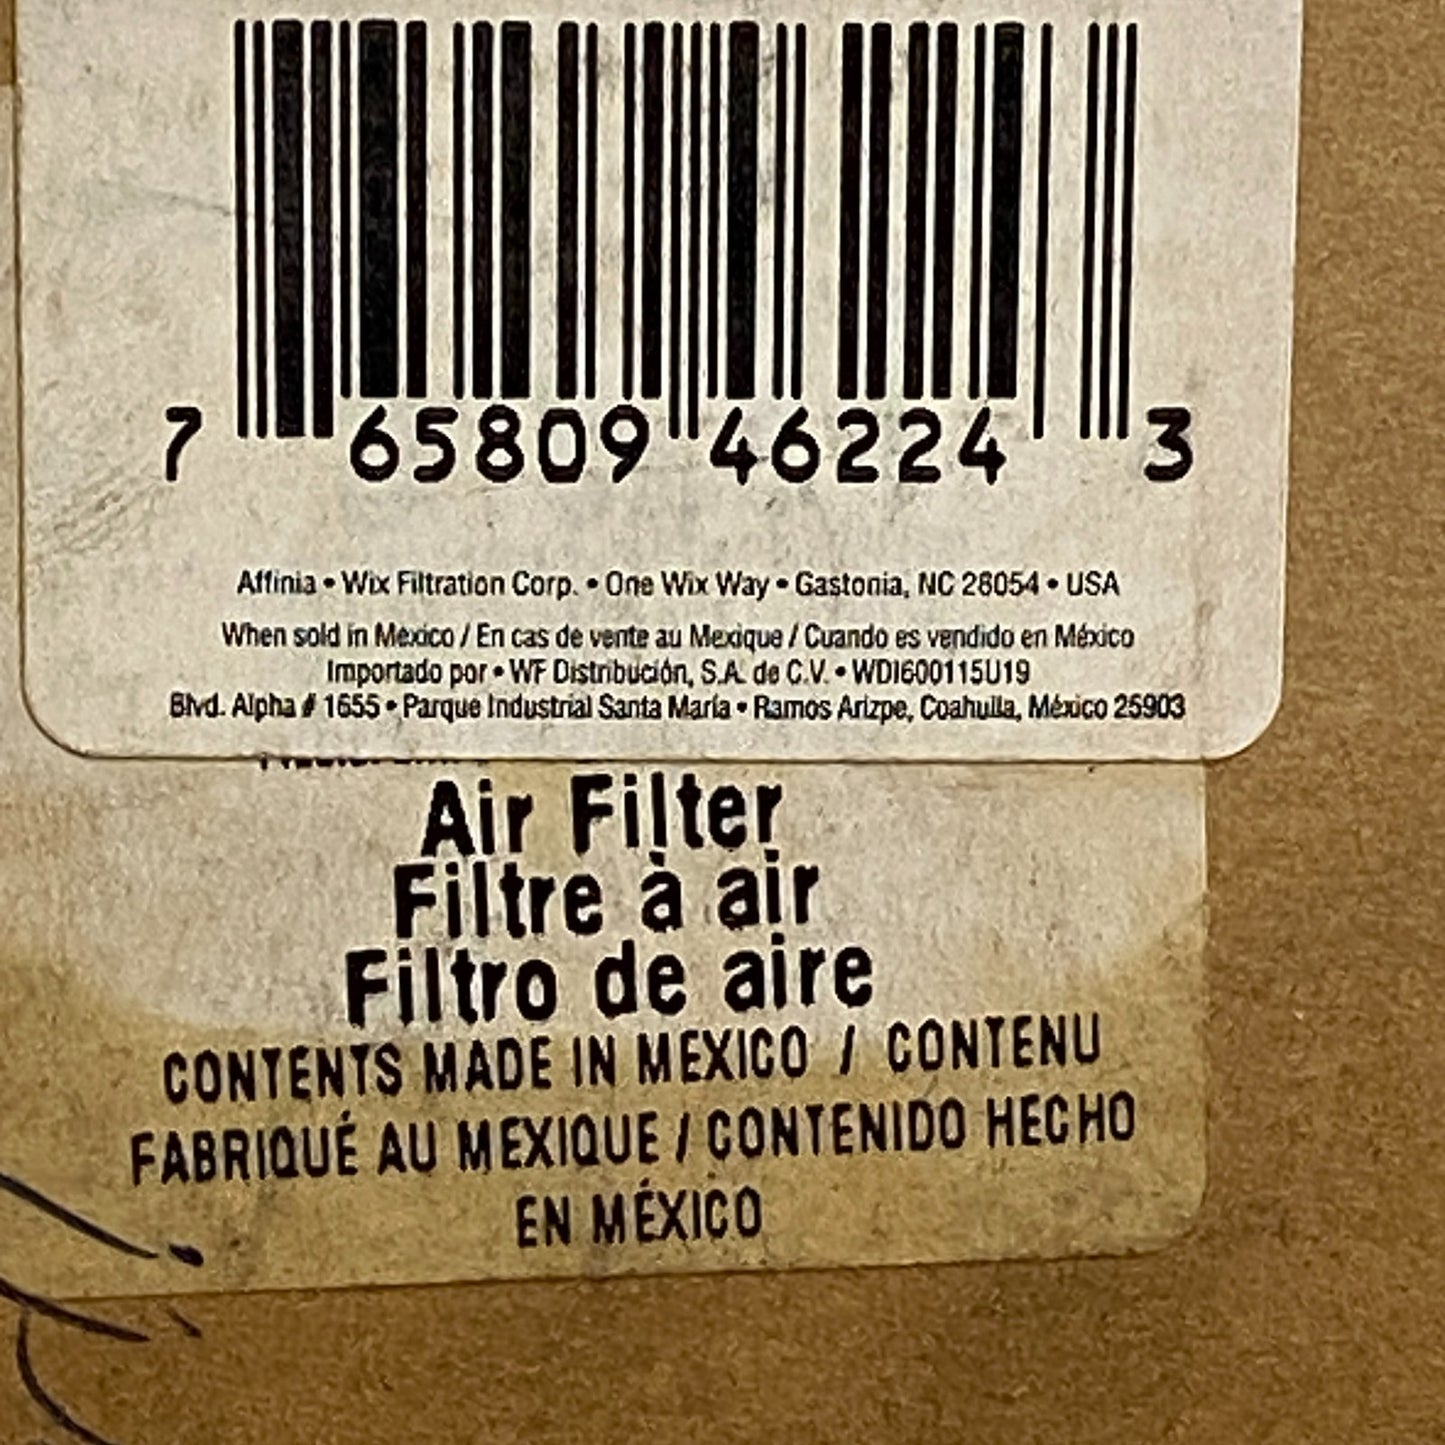 7 65809 46224 3
Affinia • Wix Filtration Corp. • One Wix Way • Gastonia, NC 28054 • USA
When sold in Mexico / En cas de vente au Mexique / Cuando es vendido en México
Importado por • WF Distribución, S.A. de C.V. • WDI600115U19
Blvd. Alpha # 1655 • Parque Industrial Santa María • Ramos Arizpe, Coahuila, México 25903
Air Filter
Filtre à air
Filtro de aire
CONTENTS MADE IN MEXICO / CONTENU
FABRIQUÉ AU MEXIQUE / CONTENIDO HECHO
EN MÉXICO